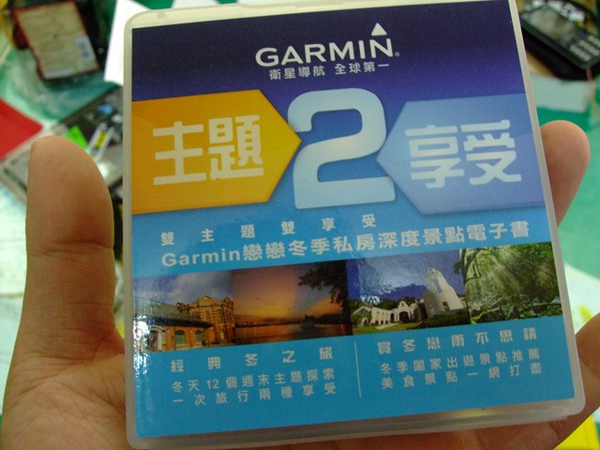 GARMIN®
衛星導航 全球第一
主題2享受
雙主題雙享受
Garmin戀戀冬季私房深度景點電子書
經典冬之旅
冬天12個週末主題探索
一次旅行兩種享受
賞冬戀雨不思議
冬季闔家出遊景點推薦
美食景點一網打盡